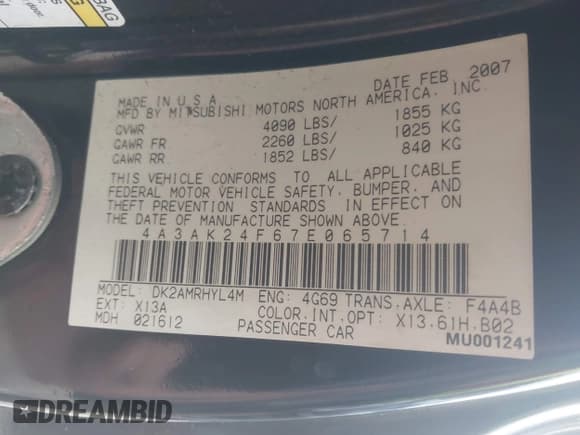 BAG
DATE FEB 2007
MADE IN U.S.A.
MFD BY MITSUBISHI MOTORS NORTH AMERICA, INC.
GVWR 4090 LBS/ 1855 KG
GAWR FR 2260 LBS/ 1025 KG
GAWR RR 1852 LBS/ 840 KG
THIS VEHICLE CONFORMS TO ALL APPLICABLE
FEDERAL MOTOR VEHICLE SAFETY, BUMPER, AND
THEFT PREVENTION STANDARDS IN EFFECT ON
THE DATE OF MANUFACTURE SHOWN ABOVE
4A3AK24F67E065714
MODEL: DK2AMRHYL4M ENG: 4G69 TRANS.AXLE: F4A4B
EXT: X13A COLOR.INT.OPT: X13.61H.B02
MDH 021612 PASSENGER CAR
MU001241
DREAMBID